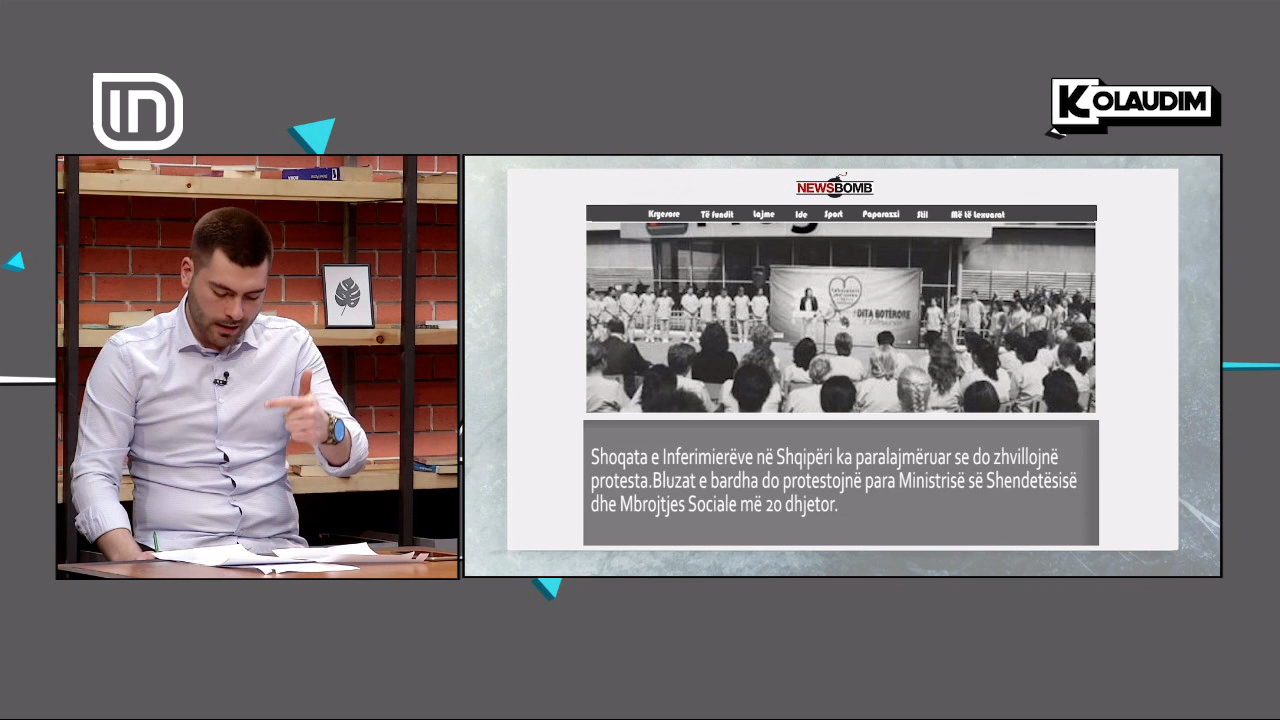 IN
KOLAUDIM
NEWSBOMB
Kryesore Të fundit Lajme Ide Sport Paparazzi Stil Më të lexuarat
DITA BOTËRORE
Shoqata e Inferimierëve në Shqipëri ka paralajmëruar se do zhvillojnë
protesta.Bluzat e bardha do protestojnë para Ministrisë së Shendetësisë
dhe Mbrojtjes Sociale më 20 dhjetor.